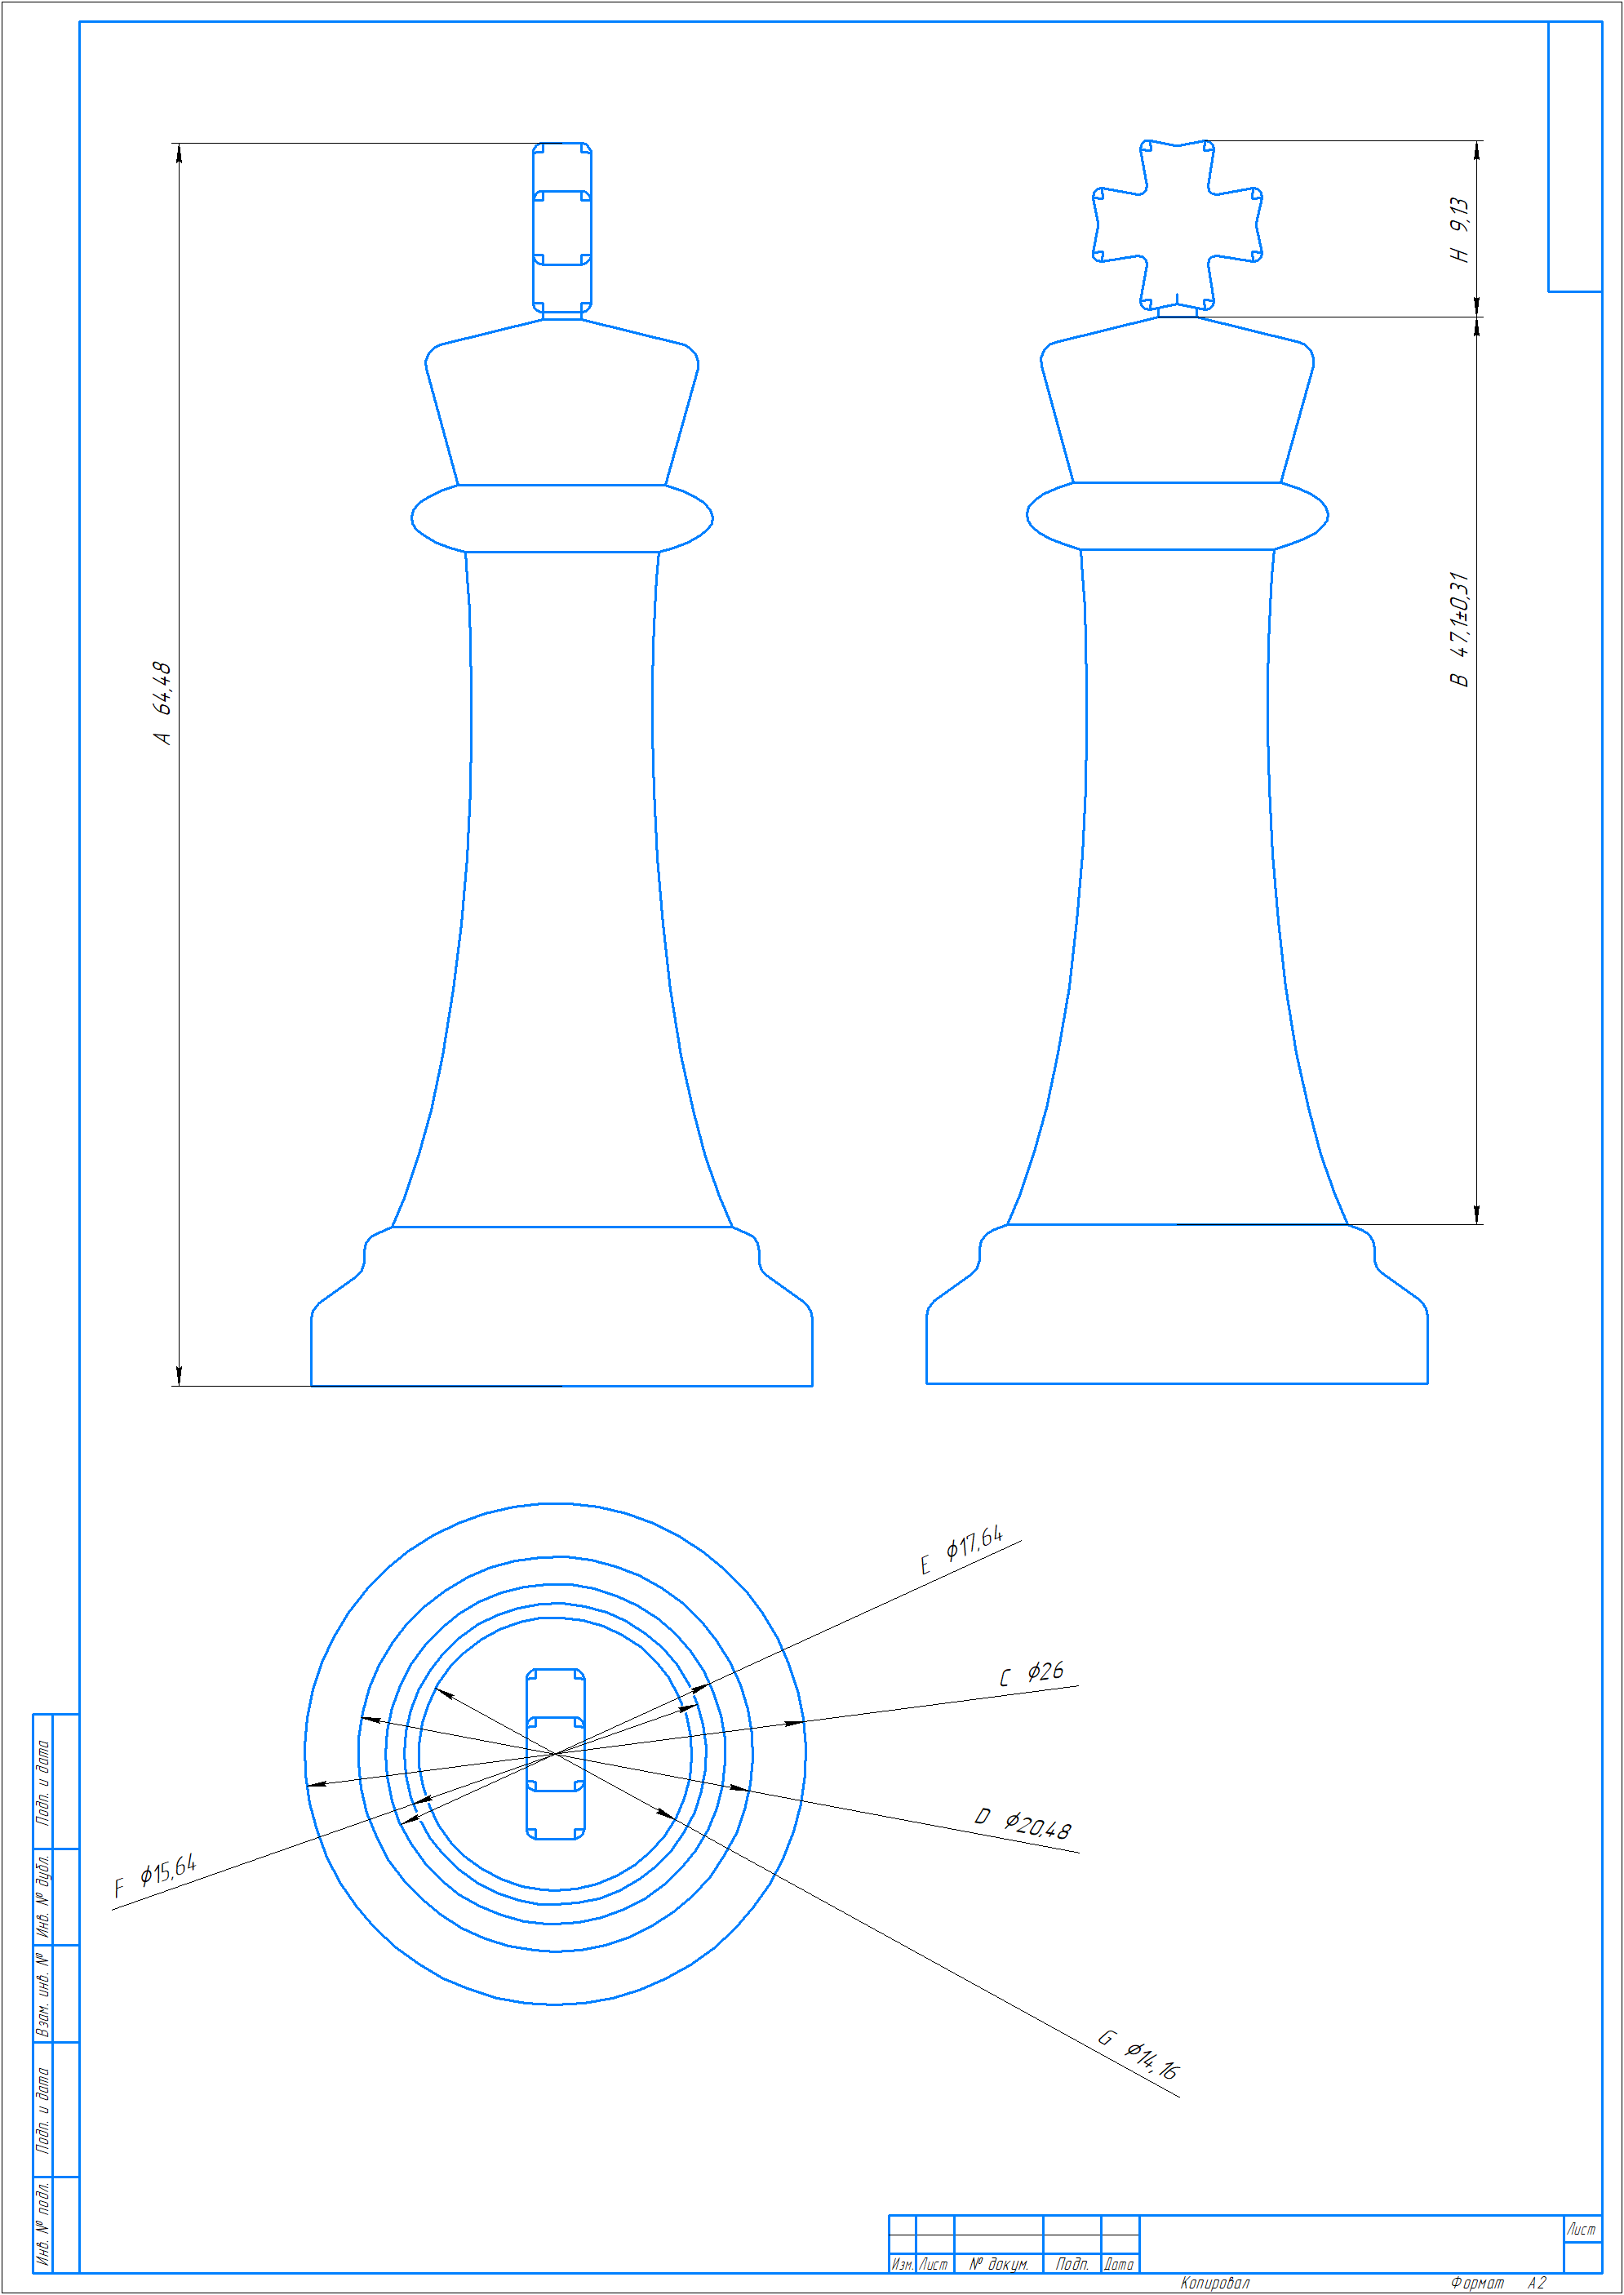 A 64,48
H 9,13
B 47,1±0,31
E ϕ17,64
C ϕ26
D ϕ20,48
F ϕ15,64
G ϕ14,16
Подп. и дата
Инв. № дубл.
Взам. инв. №
Подп. и дата
Инв. № подл.
Изм. Лист № докум. Подп. Дата
Лист
Копировал Формат А2